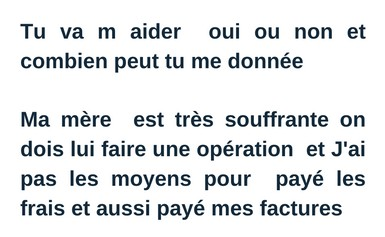 Tu va m aider oui ou non et
combien peut tu me donnée
Ma mère est très souffrante on
dois lui faire une opération et J'ai
pas les moyens pour payé les
frais et aussi payé mes factures